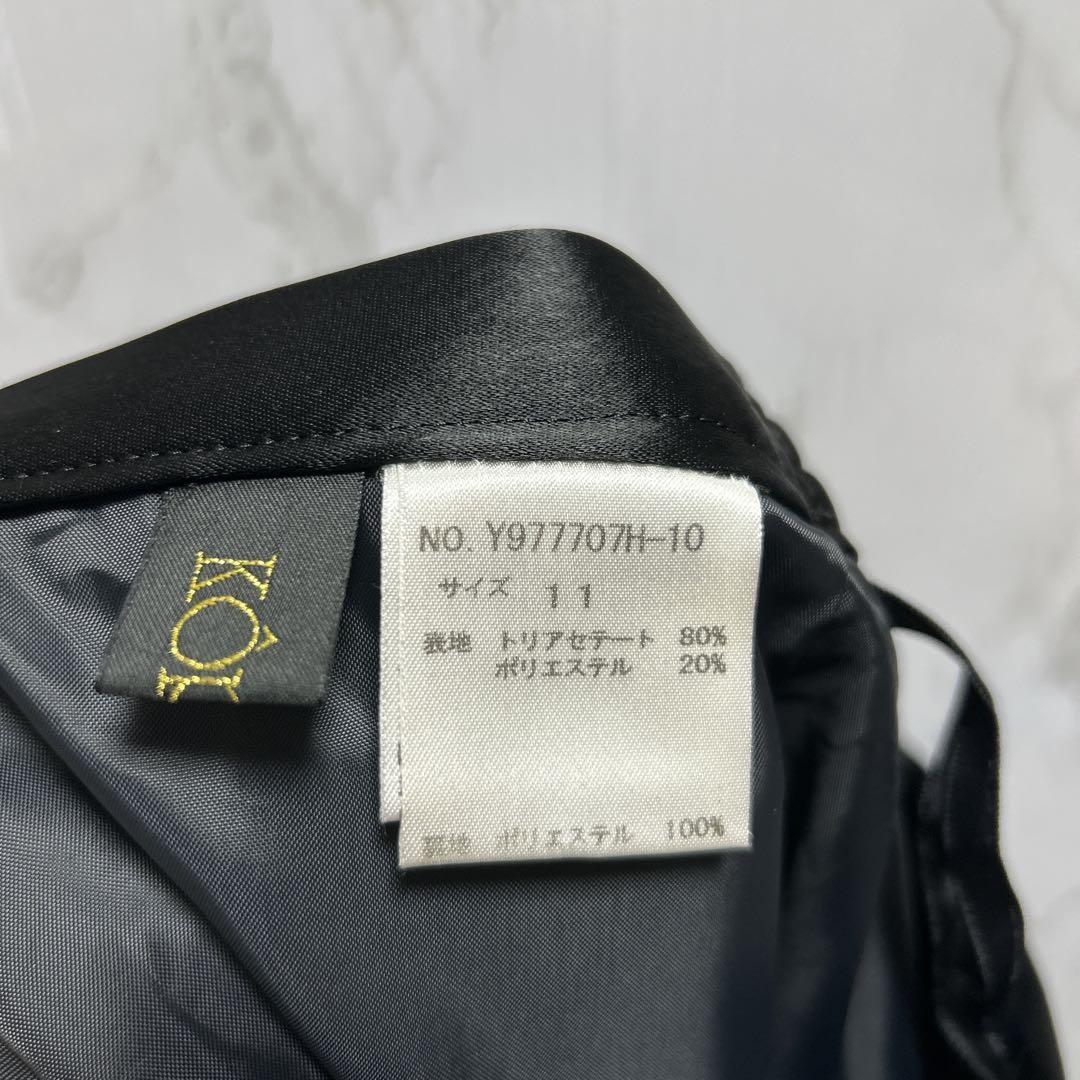 KÔ
NO. Y977707H-10
サイズ 11
表地 トリアセテート 80%
ポリエステル 20%
裏地 ポリエステル 100%